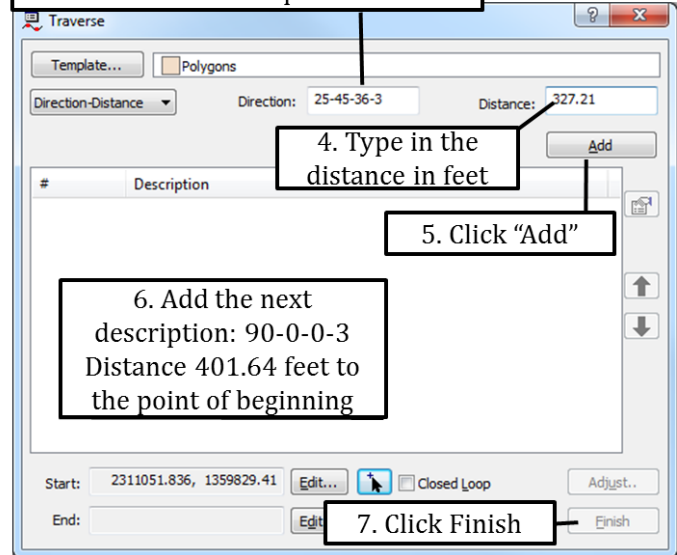 Traverse
Template... Polygons
Direction-Distance Direction: 25-45-36-3 Distance: 327.21
4. Type in the
distance in feet
Add
# Description
5. Click “Add”
6. Add the next
description: 90-0-0-3
Distance 401.64 feet to
the point of beginning
Start: 2311051.836, 1359829.41 Edit... Closed Loop Adjust..
End: Edit 7. Click Finish Finish